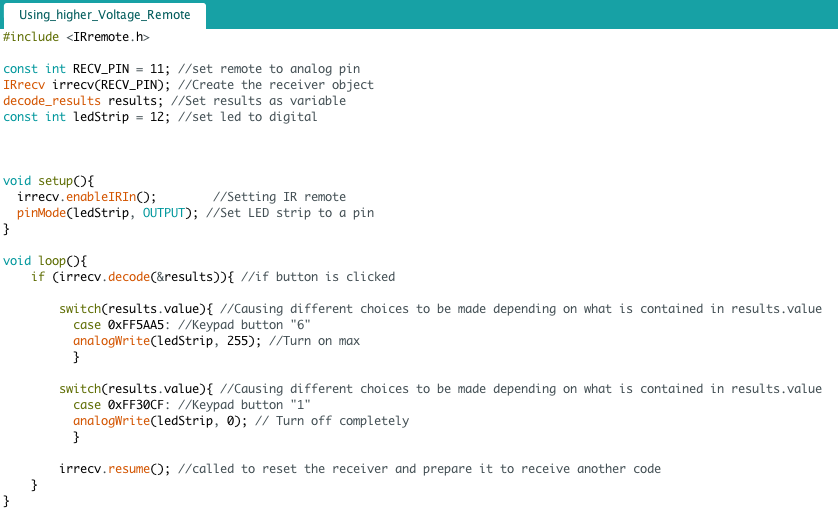 Using_higher_Voltage_Remote
#include <IRremote.h>
const int RECV_PIN = 11; //set remote to analog pin
IRrecv irrecv(RECV_PIN); //Create the receiver object
decode_results results; //Set results as variable
const int ledStrip = 12; //set led to digital
void setup(){
irrecv.enableIRIn(); //Setting IR remote
pinMode(ledStrip, OUTPUT); //Set LED strip to a pin
}
void loop(){
if (irrecv.decode(&results)){ //if button is clicked
switch(results.value){ //Causing different choices to be made depending on what is contained in results.value
case 0xFF5AA5: //Keypad button "6"
analogWrite(ledStrip, 255); //Turn on max
}
switch(results.value){ //Causing different choices to be made depending on what is contained in results.value
case 0xFF30CF: //Keypad button "1"
analogWrite(ledStrip, 0); // Turn off completely
}
irrecv.resume(); //called to reset the receiver and prepare it to receive another code
}
}